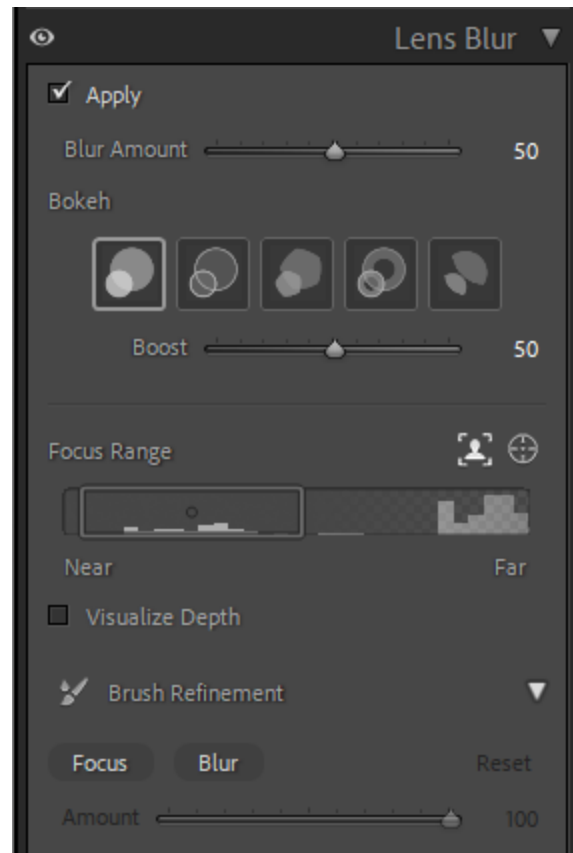 Lens Blur
Apply
Blur Amount 50
Bokeh
Boost 50
Focus Range
Near Far
Visualize Depth
Brush Refinement
Focus Blur Reset
Amount 100